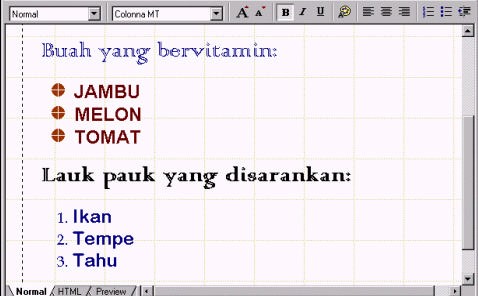 Normal Colonna MT A A B I U
Buah yang bervitamin:
JAMBU
MELON
TOMAT
Lauk pauk yang disarankan:
1. Ikan
2. Tempe
3. Tahu
Normal HTML Preview